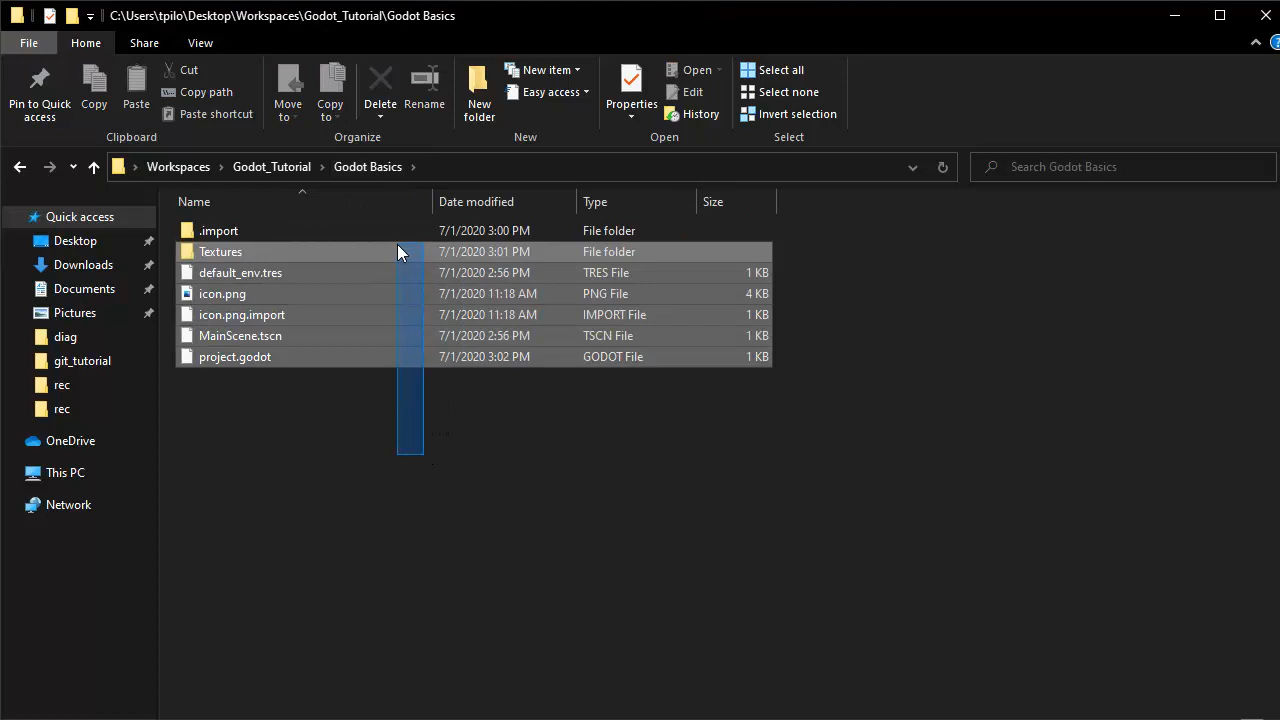 C:\Users\tpilo\Desktop\Workspaces\Godot_Tutorial\Godot Basics
File Home Share View
Pin to Quick access
Copy
Paste
Cut
Copy path
Paste shortcut
Clipboard
Move to
Copy to
Delete
Rename
Organize
New folder
New item
Easy access
New
Properties
Open
Edit
History
Open
Select all
Select none
Invert selection
Select
Workspaces Godot_Tutorial Godot Basics
Search Godot Basics
Quick access
Desktop
Downloads
Documents
Pictures
diag
git_tutorial
rec
rec
OneDrive
This PC
Network
Name Date modified Type Size
.import 7/1/2020 3:00 PM File folder
Textures 7/1/2020 3:01 PM File folder
default_env.tres 7/1/2020 2:56 PM TRES File 1 KB
icon.png 7/1/2020 11:18 AM PNG File 4 KB
icon.png.import 7/1/2020 11:18 AM IMPORT File 1 KB
MainScene.tscn 7/1/2020 2:56 PM TSCN File 1 KB
project.godot 7/1/2020 3:02 PM GODOT File 1 KB